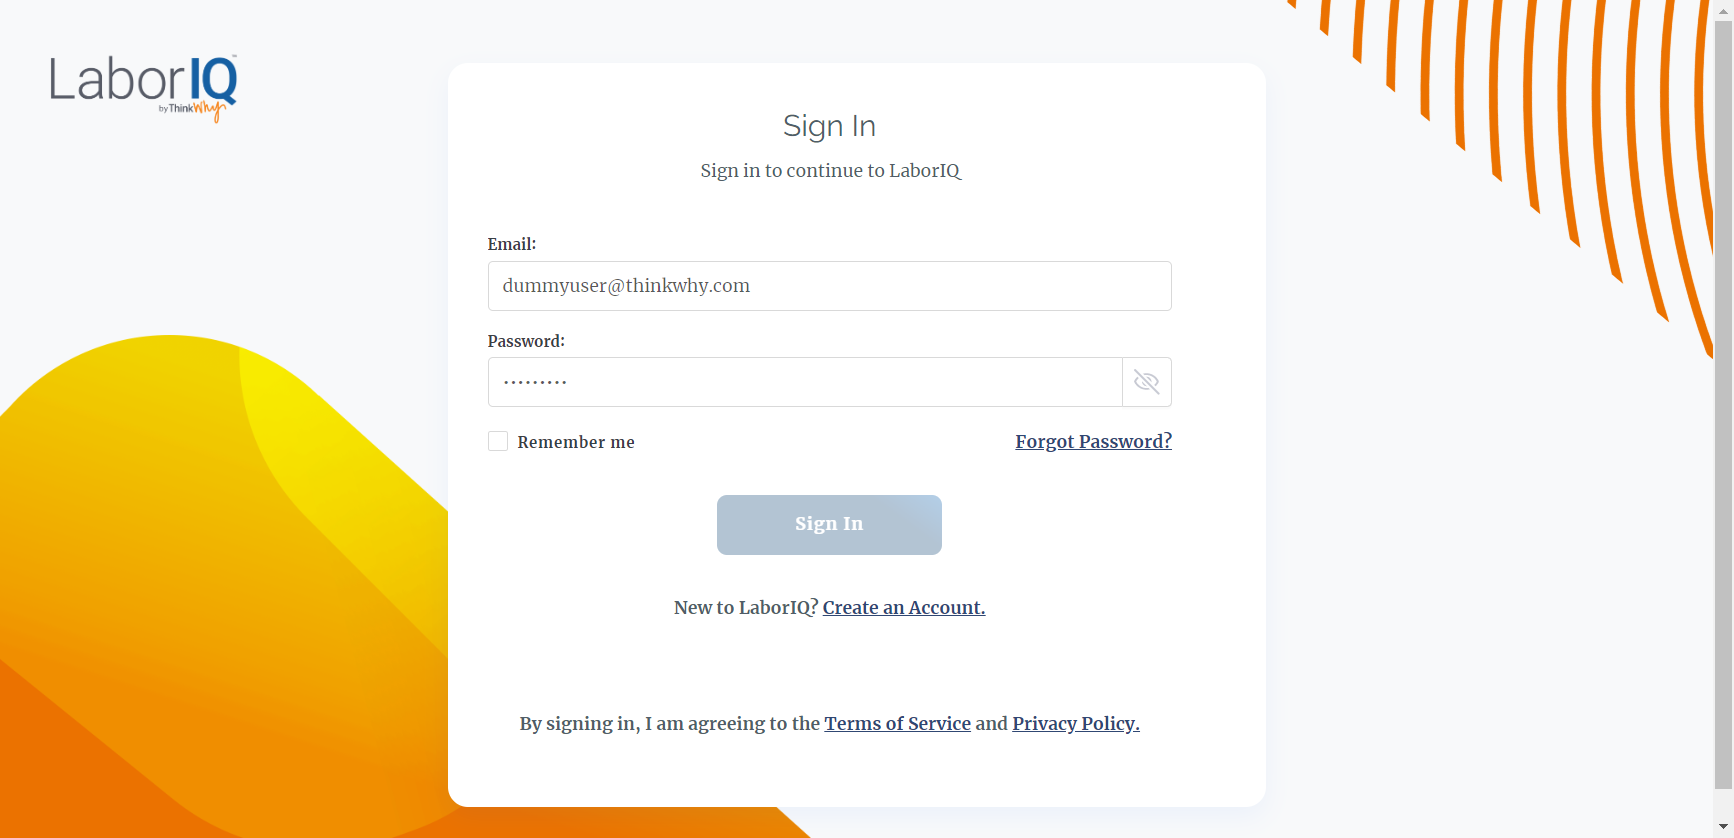 LaborIQ™
by ThinkWhy
Sign In
Sign in to continue to LaborIQ
Email:
dummyuser@thinkwhy.com
Password:
·········
Remember me
Forgot Password?
Sign In
New to LaborIQ? Create an Account.
By signing in, I am agreeing to the Terms of Service and Privacy Policy.